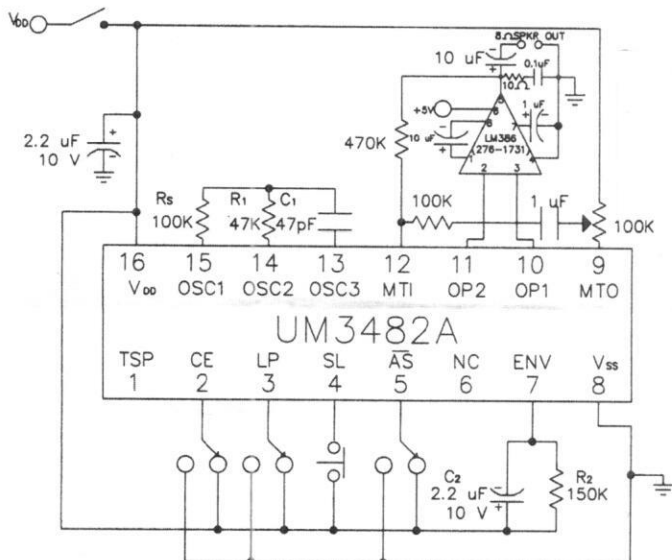 VDD
8 Ω SPKR OUT
10 uF
0.1uF
10Ω
+5V
10 uF
1 uF
6
8
7
LM386
(276-1731)
1
2
3
4
5
2.2 uF
10 V
470K
RS
100K
R1
47K
C1
47pF
100K
1 uF
100K
16 15 14 13 12 11 10 9
VDD OSC1 OSC2 OSC3 MTI OP2 OP1 MTO
UM3482A
TSP CE LP SL AS NC ENV Vss
1 2 3 4 5 6 7 8
C2
2.2 uF
10 V
R2
150K